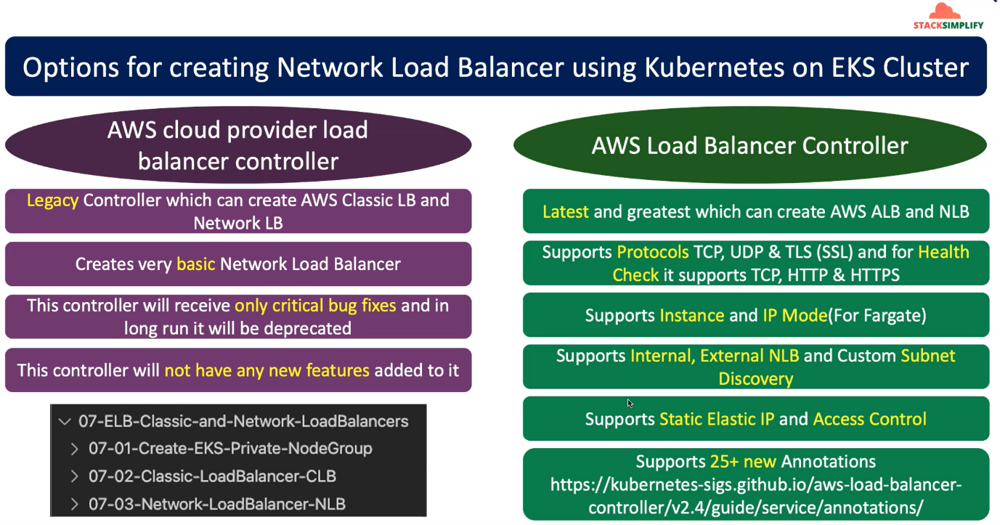 STACKSIMPLIFY
Options for creating Network Load Balancer using Kubernetes on EKS Cluster
AWS cloud provider load
balancer controller
Legacy Controller which can create AWS Classic LB and
Network LB
Creates very basic Network Load Balancer
This controller will receive only critical bug fixes and in
long run it will be deprecated
This controller will not have any new features added to it
07-ELB-Classic-and-Network-LoadBalancers
07-01-Create-EKS-Private-NodeGroup
07-02-Classic-LoadBalancer-CLB
07-03-Network-LoadBalancer-NLB
AWS Load Balancer Controller
Latest and greatest which can create AWS ALB and NLB
Supports Protocols TCP, UDP & TLS (SSL) and for Health
Check it supports TCP, HTTP & HTTPS
Supports Instance and IP Mode(For Fargate)
Supports Internal, External NLB and Custom Subnet
Discovery
Supports Static Elastic IP and Access Control
Supports 25+ new Annotations
https://kubernetes-sigs.github.io/aws-load-balancer-
controller/v2.4/guide/service/annotations/